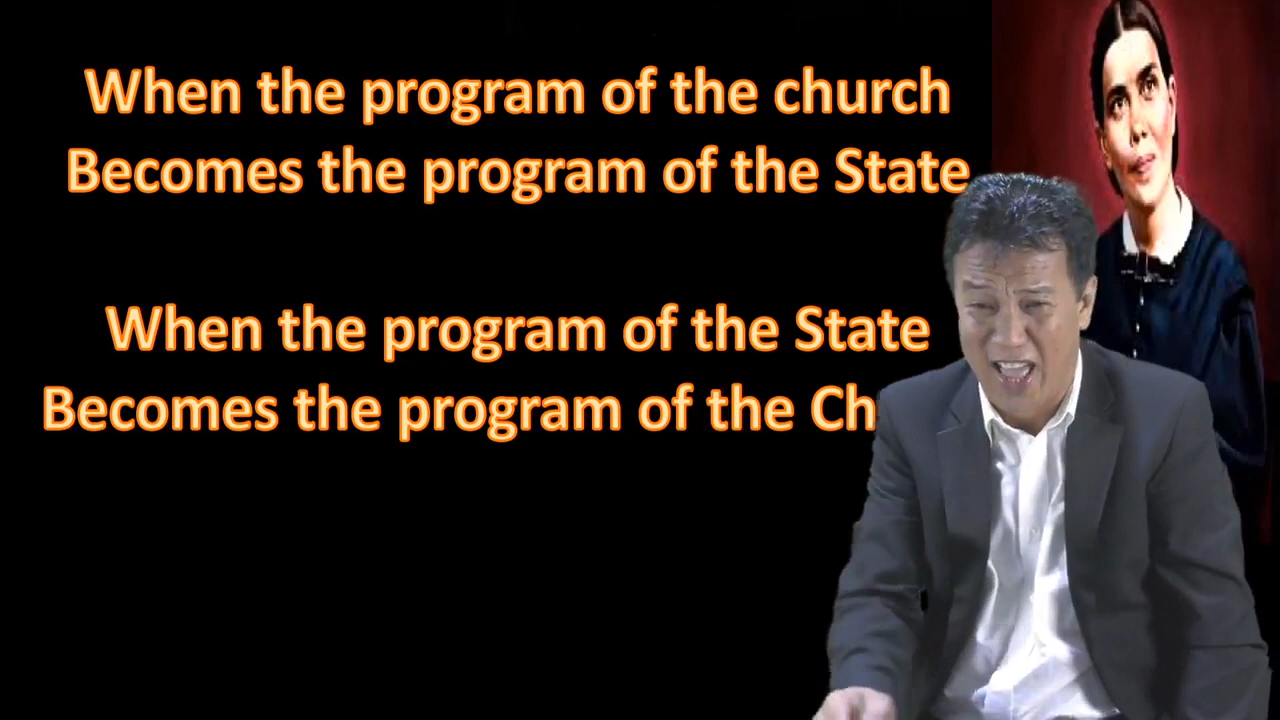 When the program of the church
Becomes the program of the State
When the program of the State
Becomes the program of the